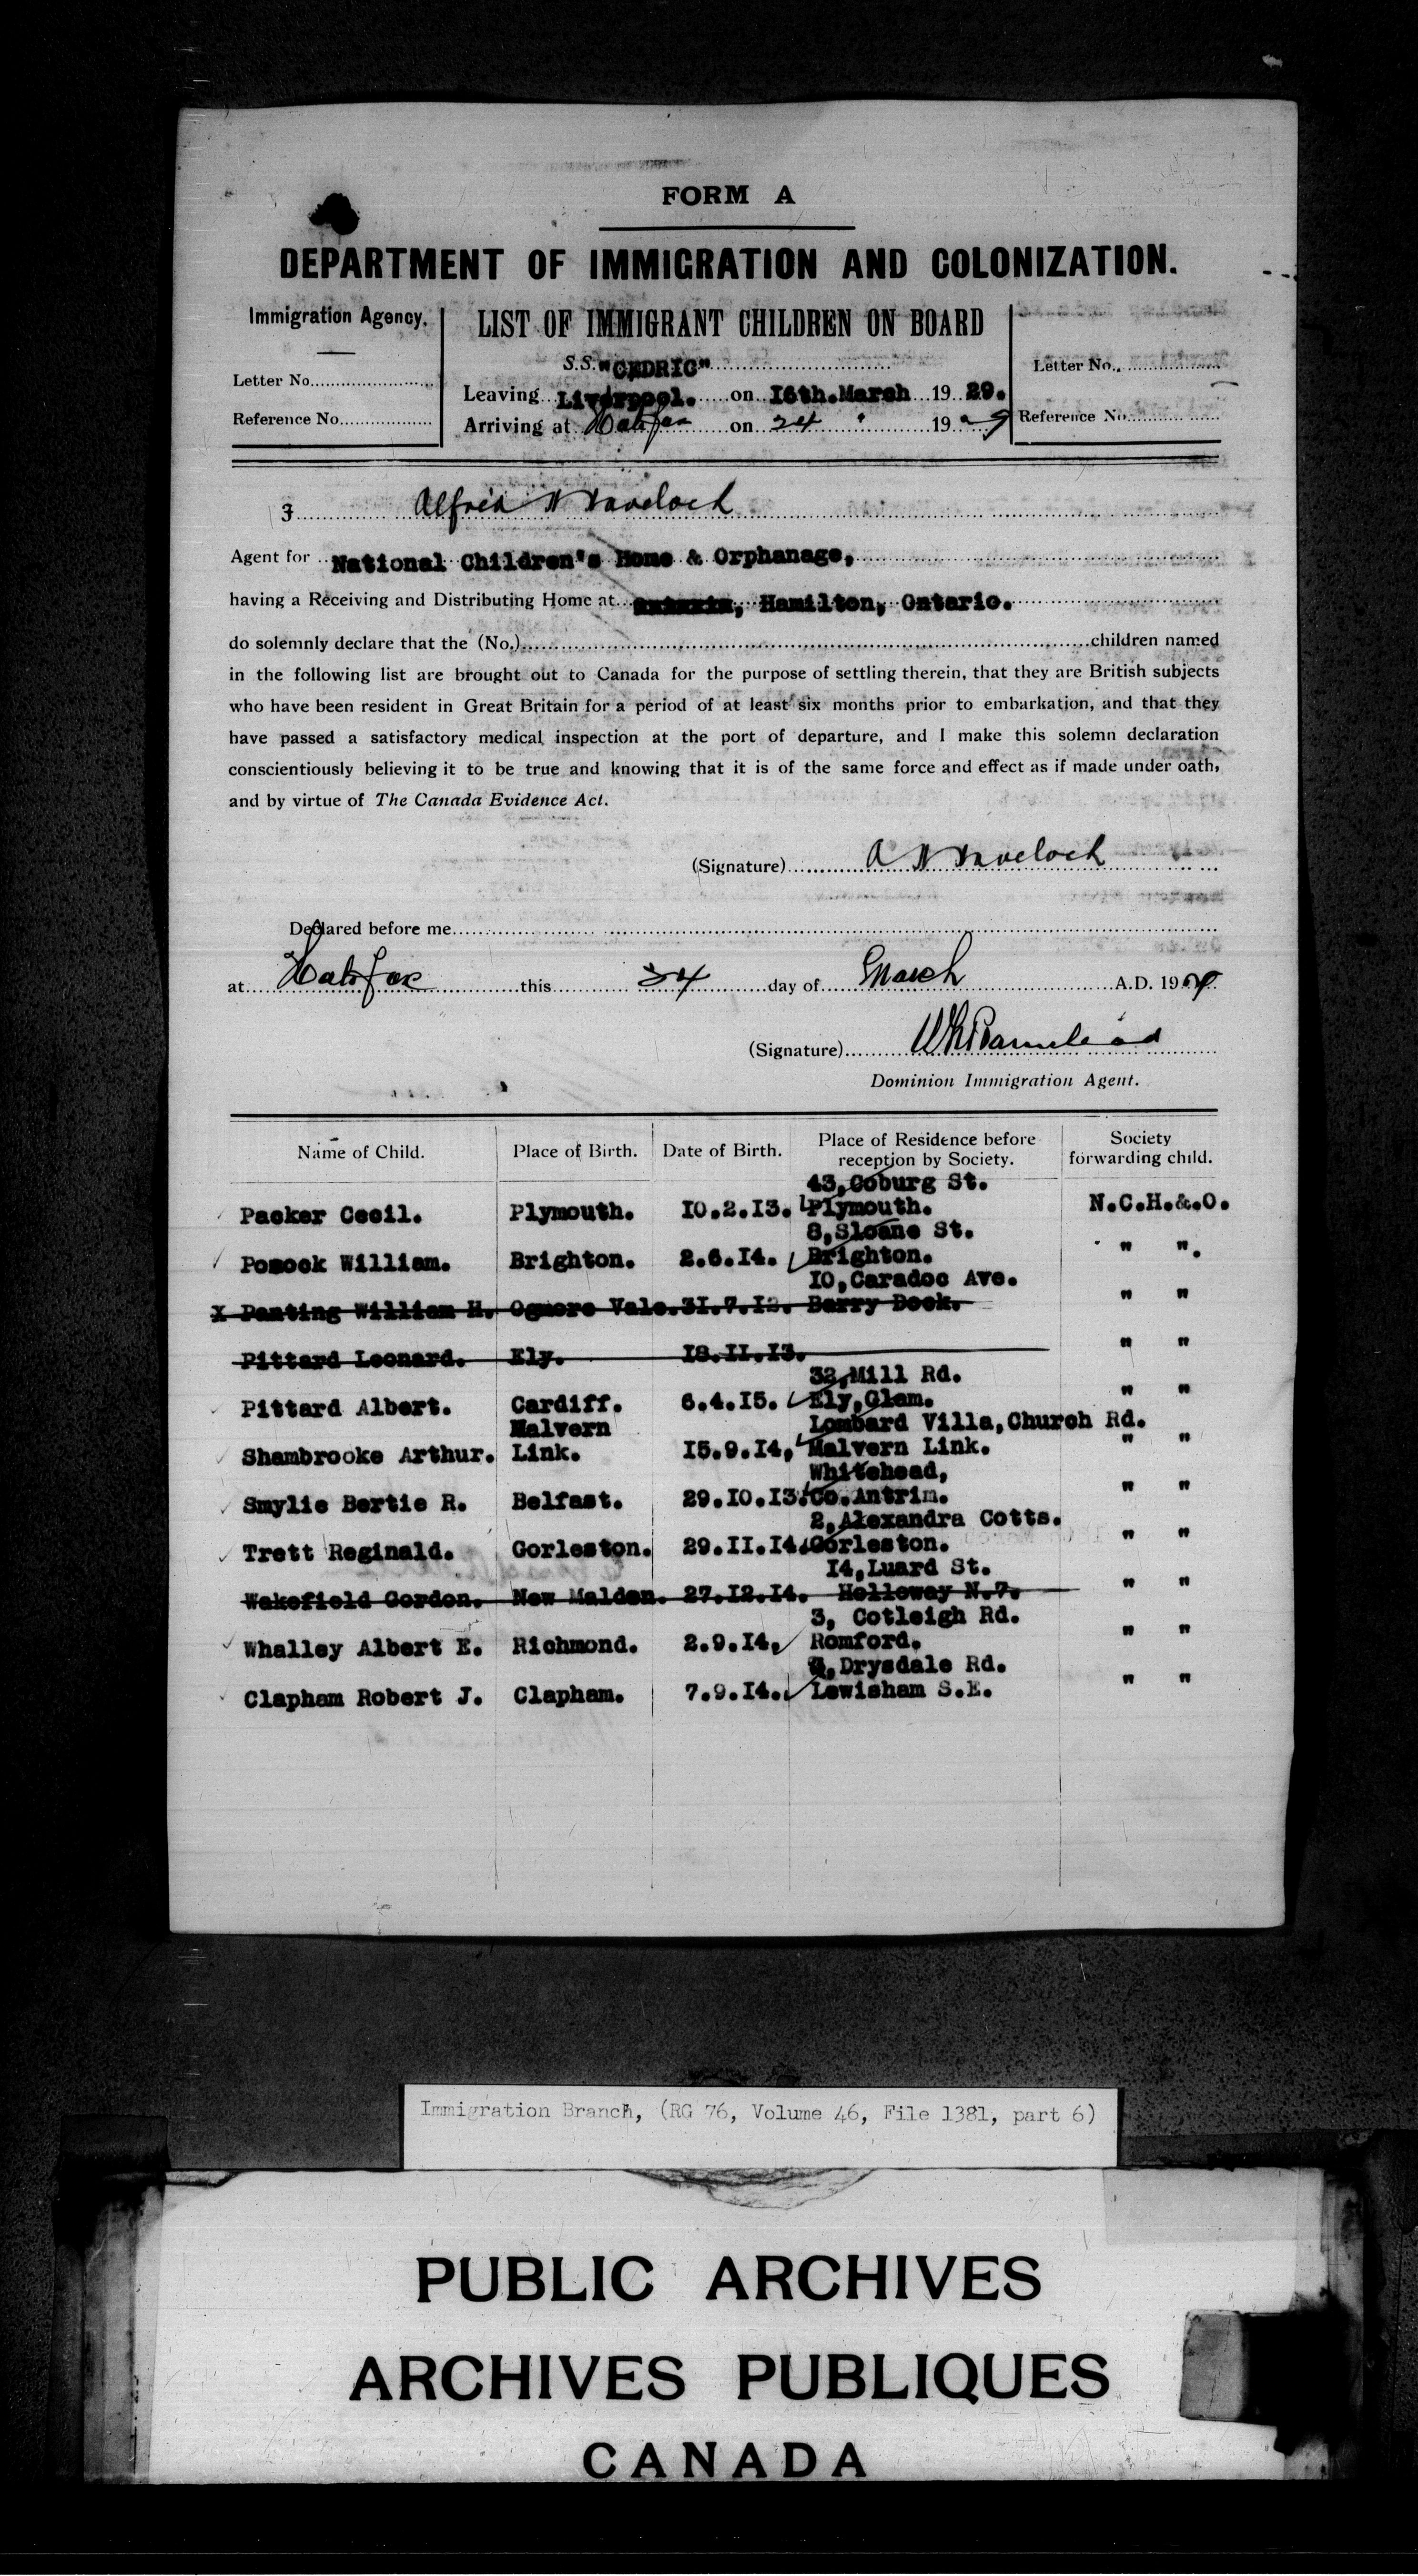 FORM A
DEPARTMENT OF IMMIGRATION AND COLONIZATION.
Immigration Agency.
Letter No.
Reference No.
LIST OF IMMIGRANT CHILDREN ON BOARD
S.S. "CEDRIC"
Leaving Liverpool. on 16th.March 19 29.
Arriving at Halifax on 24 " 19 29
Letter No.
Reference No.
I Alfred H Haveloch
Agent for National Children's Home & Orphanage,
having a Receiving and Distributing Home at , Hamilton, Ontario.
do solemnly declare that the (No.) children named
in the following list are brought out to Canada for the purpose of settling therein, that they are British subjects
who have been resident in Great Britain for a period of at least six months prior to embarkation, and that they
have passed a satisfactory medical inspection at the port of departure, and I make this solemn declaration
conscientiously believing it to be true and knowing that it is of the same force and effect as if made under oath,
and by virtue of The Canada Evidence Act.
(Signature) A H Haveloch
Declared before me
at Halifax this 24 day of March A.D. 1929
(Signature)
Dominion Immigration Agent.
Name of Child. Place of Birth. Date of Birth. Place of Residence before reception by Society. Society forwarding child.
43,Coburg St.
Packer Cecil. Plymouth. 10.2.13. Plymouth. N.C.H.&.O.
8,Sloane St.
Pocock William. Brighton. 2.6.14. Brighton. " ".
10,Caradoc Ave.
X Panting William H. Ogmore Vale. 31.7.12. Barry Dock. " "
Pittard Leonard. Ely. 18.11.13. " "
32,Mill Rd.
Pittard Albert. Cardiff. 6.4.15. Ely,Glam. " "
Malvern Lombard Villa,Church Rd.
Shambrooke Arthur. Link. 15.9.14, Malvern Link. " "
Whitehead,
Smylie Bertie R. Belfast. 29.10.13. Co.Antrim. " "
2,Alexandra Cotts.
Trett Reginald. Gorleston. 29.11.14. Gorleston. " "
14,Luard St.
Wakefield Gordon. New Malden. 27.12.14. Holloway N.7. " "
3, Cotleigh Rd.
Whalley Albert E. Richmond. 2.9.14. Romford. " "
,Drysdale Rd.
Clapham Robert J. Clapham. 7.9.14. Lewisham S.E. " "
Immigration Branch, (RG 76, Volume 46, File 1381, part 6)
PUBLIC ARCHIVES
ARCHIVES PUBLIQUES
CANADA